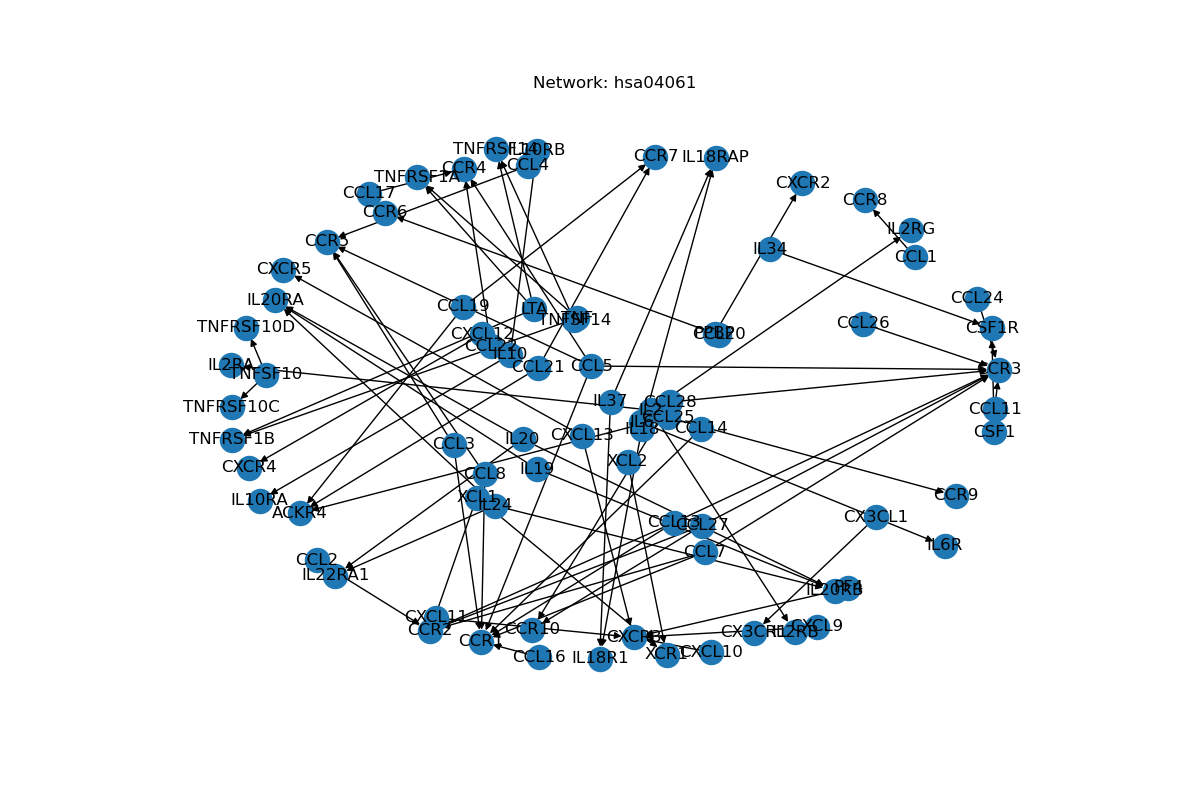 Network: hsa04061
TNFRSF14
IL10RB
CCR7
IL18RAP
CCL4
CCR4
TNFRSF1A
CXCR2
CCL17
CCR8
CCR6
IL2RG
CCR5
IL34
CCL1
CXCR5
IL20RA
CCL24
CCL19
LTA
TNF
TNFSF14
CCL26
TNFRSF10D
CSF1R
CXCL12
PPBP
CCL20
CCL22
IL10
IL2RA
CCL21
CCL5
CCR3
TNFSF10
IL37
CCL28
TNFRSF10C
IL2
CCL11
CCL25
IL6
IL18
CCL14
CSF1
TNFRSF1B
CCL3
IL20
CXCL13
XCL2
CXCR4
IL19
CCL8
CCR9
XCL1
IL10RA
IL24
ACKR4
CX3CL1
CCL13
CCL27
IL6R
CCL7
CCL2
IL22RA1
PF4
IL20RB
CXCL11
CCR2
CCR10
CXCL9
CX3CR1
IL2RB
CXCR3
CCR1
CCL16
IL18R1
XCR1
CXCL10